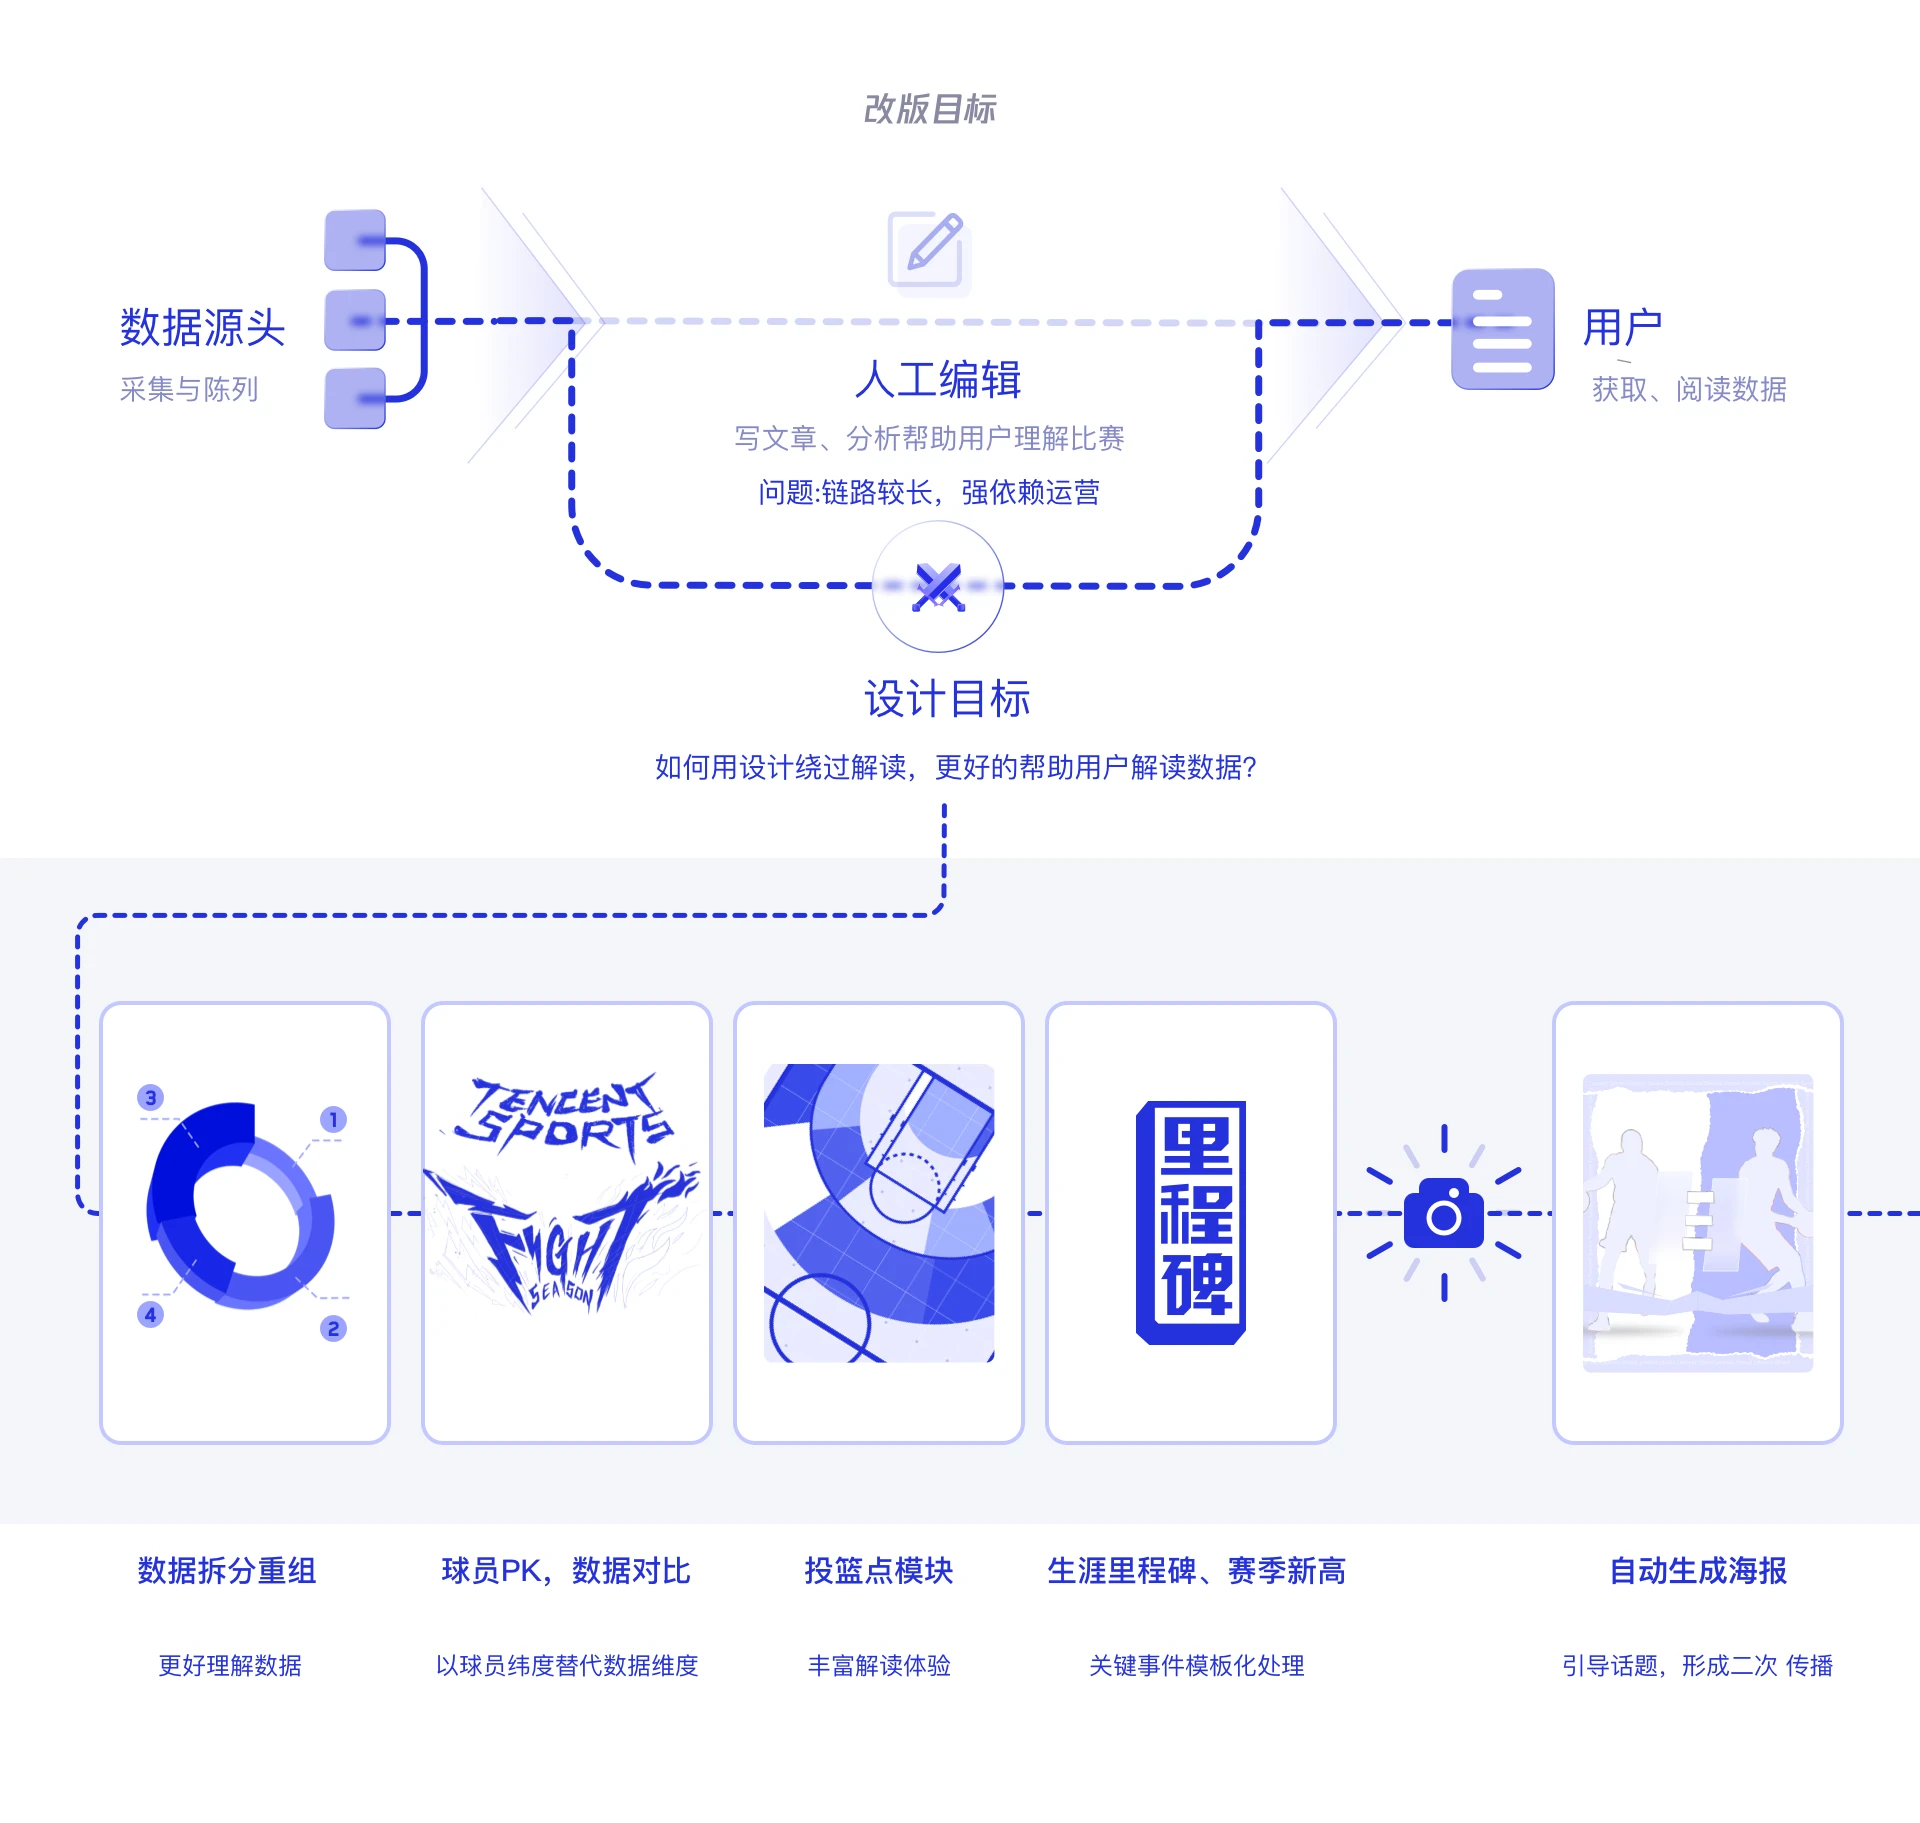 改版目标
数据源头
采集与陈列
人工编辑
写文章、分析帮助用户理解比赛
问题:链路较长，强依赖运营
用户
获取、阅读数据
设计目标
如何用设计绕过解读，更好的帮助用户解读数据?
3
1
4
2
TENCENT
SPORTS
FIGHT
SEASON
里
程
碑
数据拆分重组
球员PK，数据对比
投篮点模块
生涯里程碑、赛季新高
自动生成海报
更好理解数据
以球员纬度替代数据维度
丰富解读体验
关键事件模板化处理
引导话题，形成二次 传播